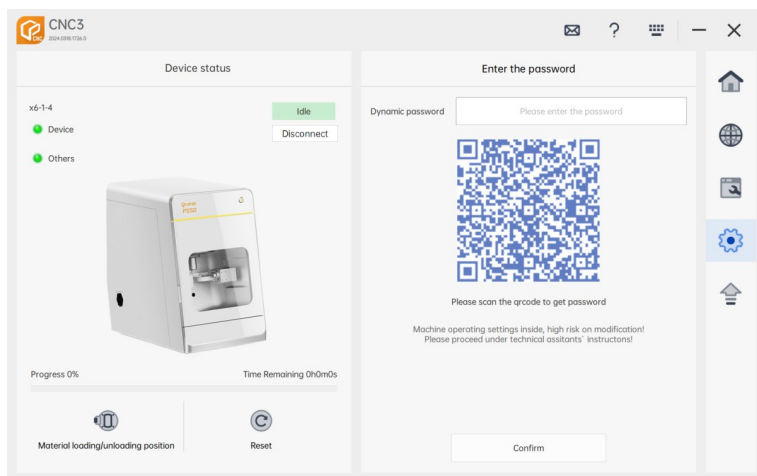 CNC3
2024.0318.1726.0
Device status
x6-1-4
Idle
Device
Disconnect
Others
Progress 0%
Time Remaining 0h0m0s
Material loading/unloading position
Reset
Enter the password
Dynamic password
Please enter the password
Please scan the qrcode to get password
Machine operating settings inside, high risk on modification!
Please proceed under technical assitants` instructons!
Confirm